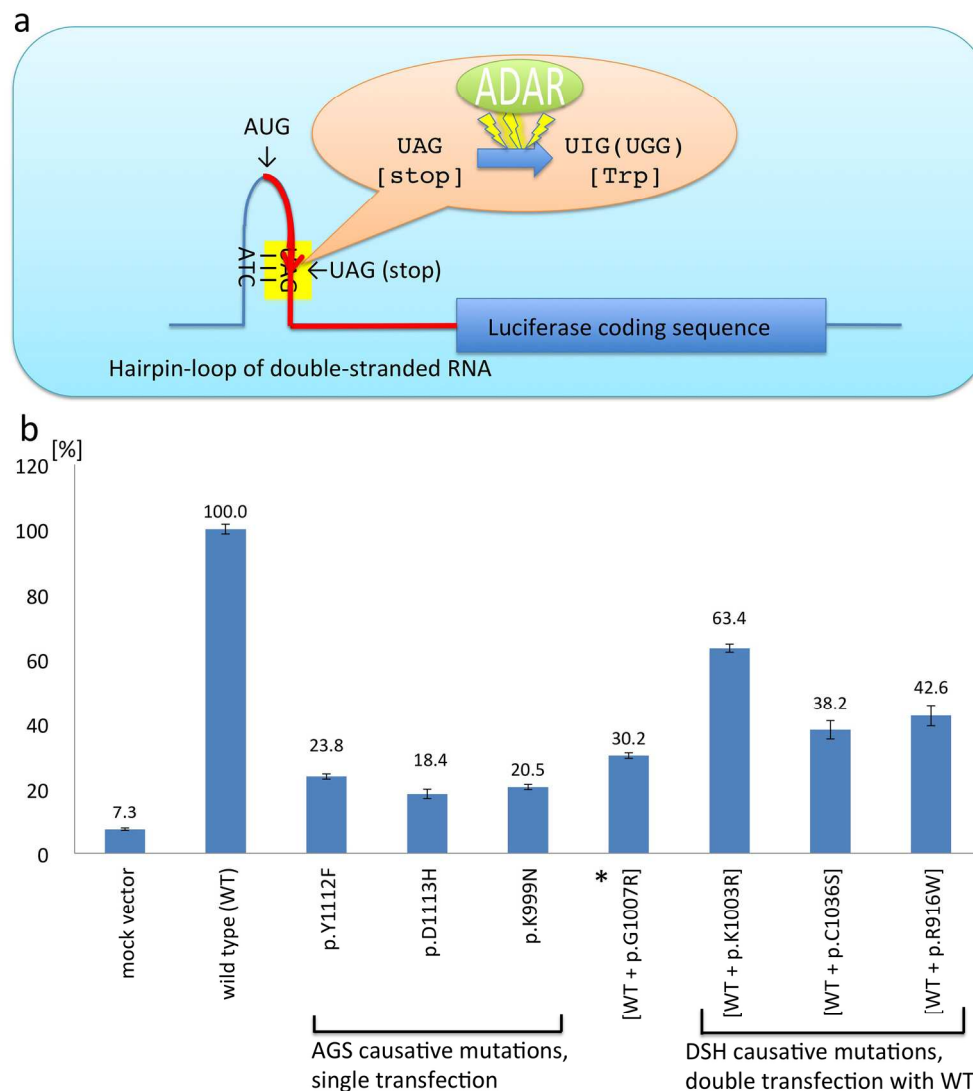 a
ADAR
AUG
UAG
[stop]
UIG(UGG)
[Trp]
ATC
UAG
←UAG (stop)
Luciferase coding sequence
Hairpin-loop of double-stranded RNA
b
[%]
120
100
80
60
40
20
0
7.3
100.0
23.8
18.4
20.5
30.2
63.4
38.2
42.6
mock vector
wild type (WT)
p.Y1112F
p.D1113H
p.K999N
* [WT + p.G1007R]
[WT + p.K1003R]
[WT + p.C1036S]
[WT + p.R916W]
AGS causative mutations,
single transfection
DSH causative mutations,
double transfection with WT